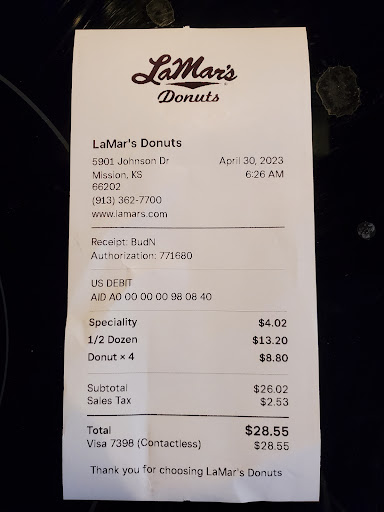 LaMar's
Donuts
LaMar's Donuts
5901 Johnson Dr April 30, 2023
Mission, KS 6:26 AM
66202
(913) 362-7700
www.lamars.com
Receipt: BudN
Authorization: 771680
US DEBIT
AID A0 00 00 00 98 08 40
Speciality $4.02
1/2 Dozen $13.20
Donut × 4 $8.80
Subtotal $26.02
Sales Tax $2.53
Total $28.55
Visa 7398 (Contactless) $28.55
Thank you for choosing LaMar's Donuts